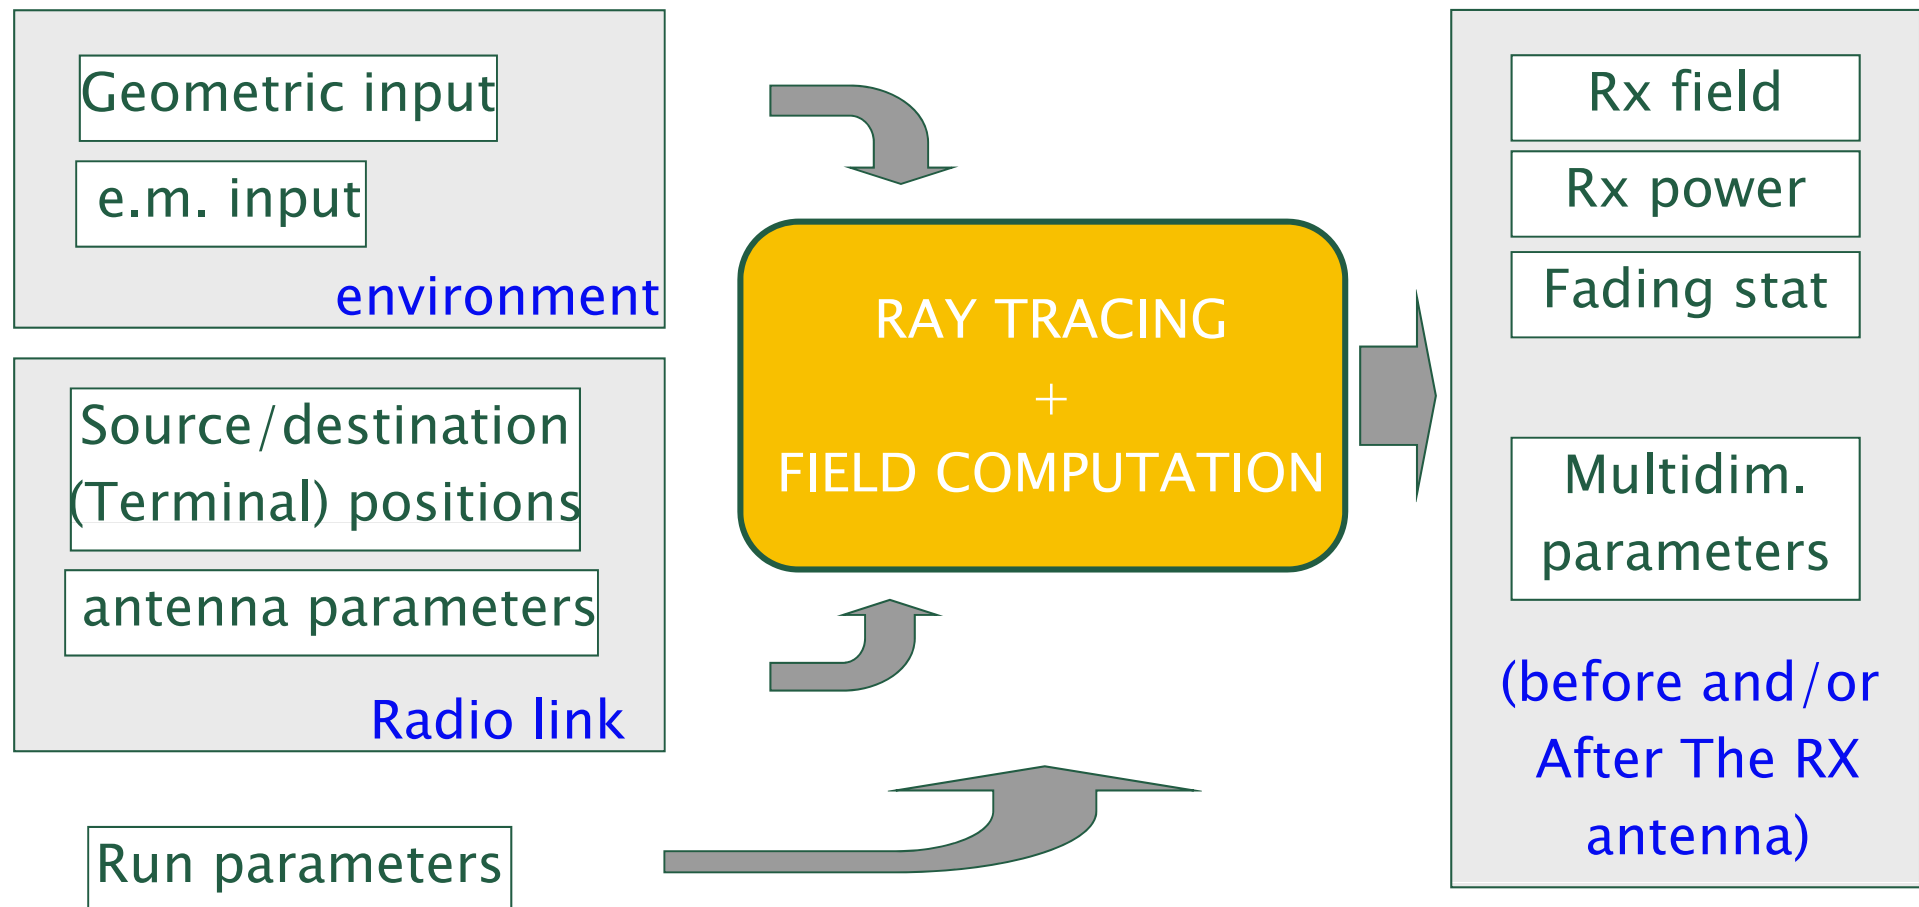 Geometric input
e.m. input
environment
Source/destination
(Terminal) positions
antenna parameters
Radio link
Run parameters
RAY TRACING
+
FIELD COMPUTATION
Rx field
Rx power
Fading stat
Multidim.
parameters
(before and/or
After The RX
antenna)